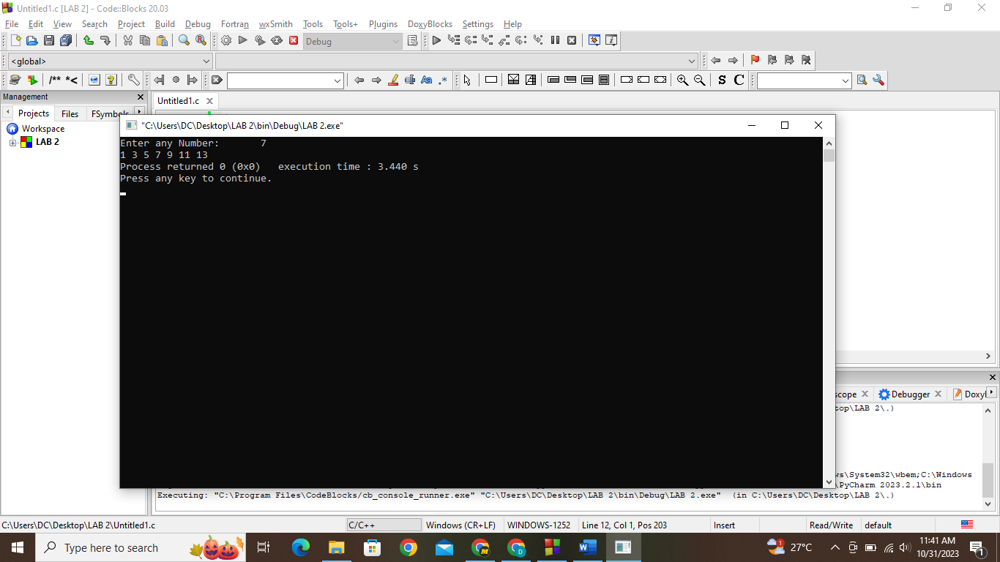 Untitled1.c [LAB 2] - Code::Blocks 20.03
File Edit View Search Project Build Debug Fortran wxSmith Tools Tools+ Plugins DoxyBlocks Settings Help
Debug
<global>
/** *<
Aa .*
S C
Management
Projects Files FSymbols
Untitled1.c
Workspace
LAB 2
"C:\Users\DC\Desktop\LAB 2\bin\Debug\LAB 2.exe"
Enter any Number: 7
1 3 5 7 9 11 13
Process returned 0 (0x0) execution time : 3.440 s
Press any key to continue.
scope Debugger
top\LAB 2\.)
ws\System32\wbem;C:\Windows
\PyCharm 2023.2.1\bin
Executing: "C:\Program Files\CodeBlocks/cb_console_runner.exe" "C:\Users\DC\Desktop\LAB 2\bin\Debug\LAB 2.exe" (in C:\Users\DC\Desktop\LAB 2\.)
C:\Users\DC\Desktop\LAB 2\Untitled1.c C/C++ Windows (CR+LF) WINDOWS-1252 Line 12, Col 1, Pos 203 Insert Read/Write default
Type here to search
27°C
11:41 AM
10/31/2023
1